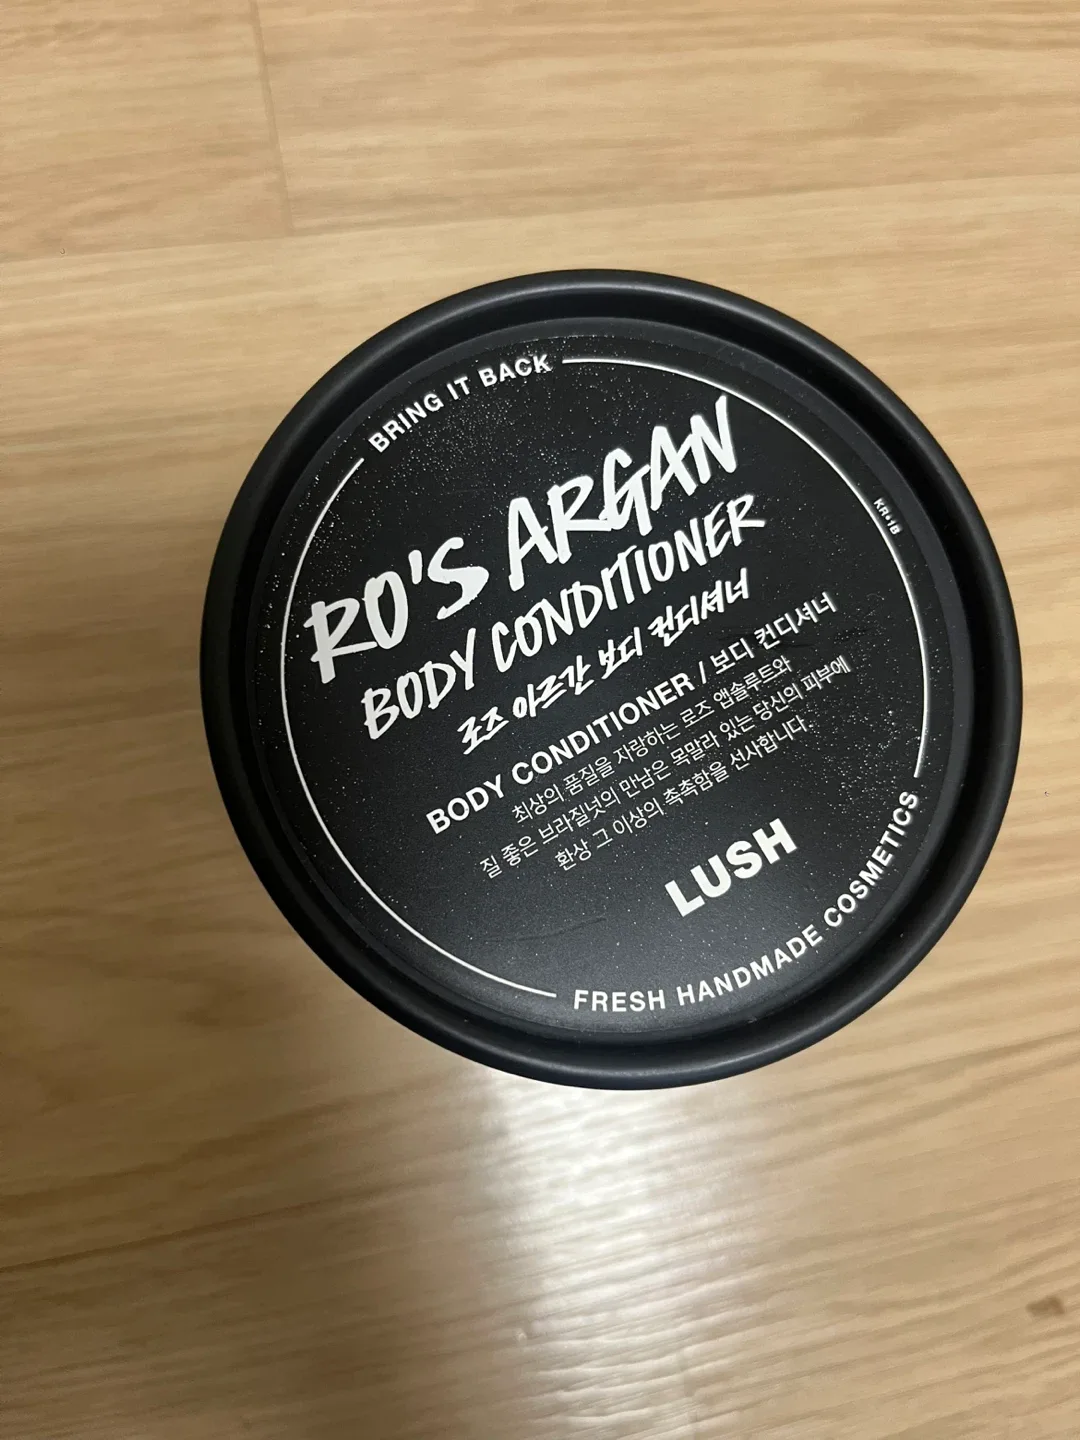 BRING IT BACK
RO'S ARGAN
BODY CONDITIONER
로즈 아르간 보디 컨디셔너
BODY CONDITIONER / 보디 컨디셔너
최상의 품질을 자랑하는 로즈 앱솔루트와
질 좋은 브라질넛의 만남은 목말라 있는 당신의 피부에
환상 그 이상의 촉촉함을 선사합니다.
LUSH
FRESH HANDMADE COSMETICS